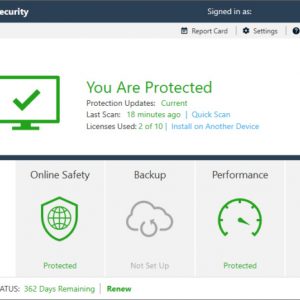 ecurity Signed in as:
Report Card Settings
You Are Protected
Protection Updates: Current
Last Scan: 18 minutes ago | Quick Scan
Licenses Used: 2 of 10 | Install on Another Device
Online Safety Backup Performance
Protected Not Set Up Protected
ATUS: 362 Days Remaining | Renew